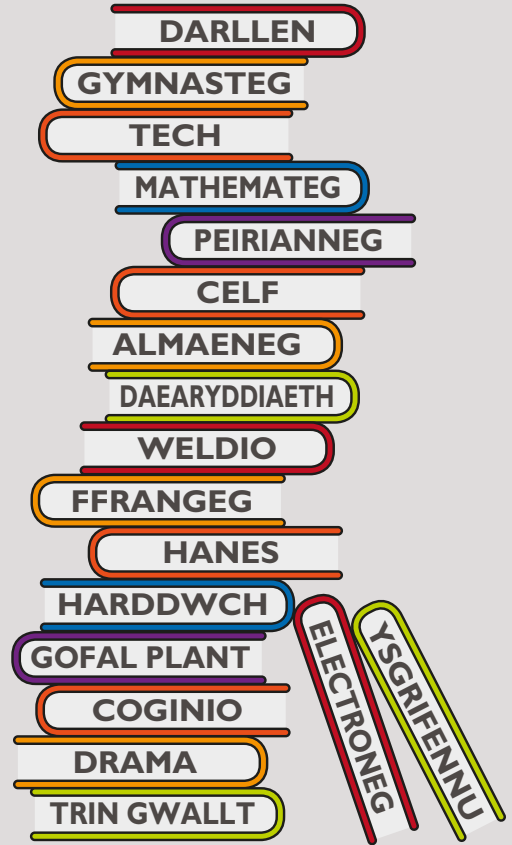 DARLLEN
GYMNASTEG
TECH
MATHEMATEG
PEIRIANNEG
CELF
ALMAENEG
DAEARYDDIAETH
WELDIO
FFRANGEG
HANES
HARDDWCH
GOFAL PLANT
COGINIO
DRAMA
TRIN GWALLT
ELECTRONEG
YSGRIFENNU